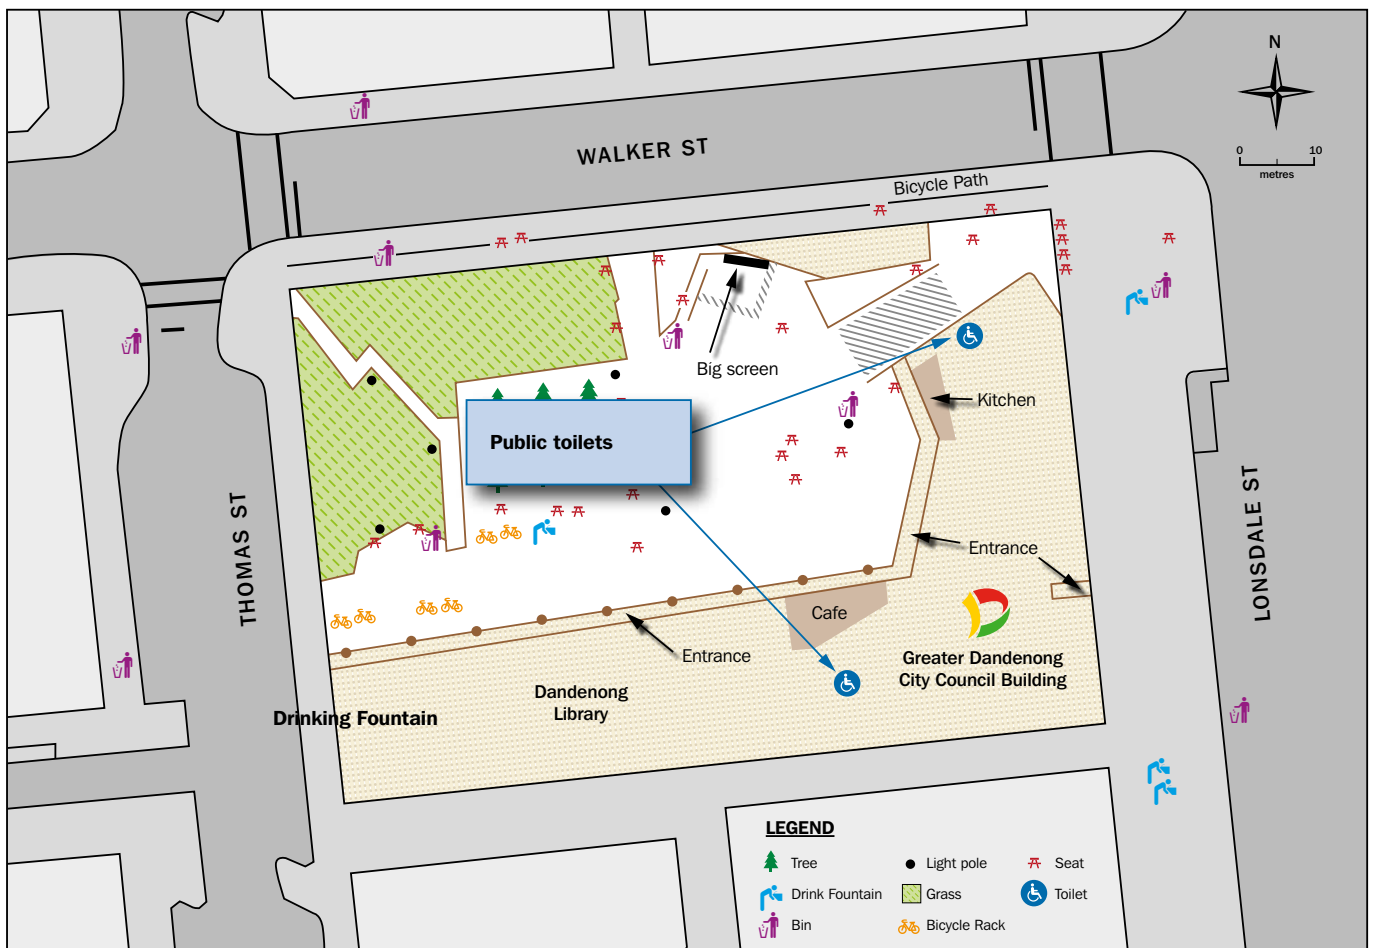 N
0 10
metres
WALKER ST
Bicycle Path
Big screen
Kitchen
Public toilets
THOMAS ST
LONSDALE ST
Entrance
Cafe
Entrance
Greater Dandenong
City Council Building
Dandenong
Library
Drinking Fountain
LEGEND
Tree
Light pole
Seat
Drink Fountain
Grass
Toilet
Bin
Bicycle Rack